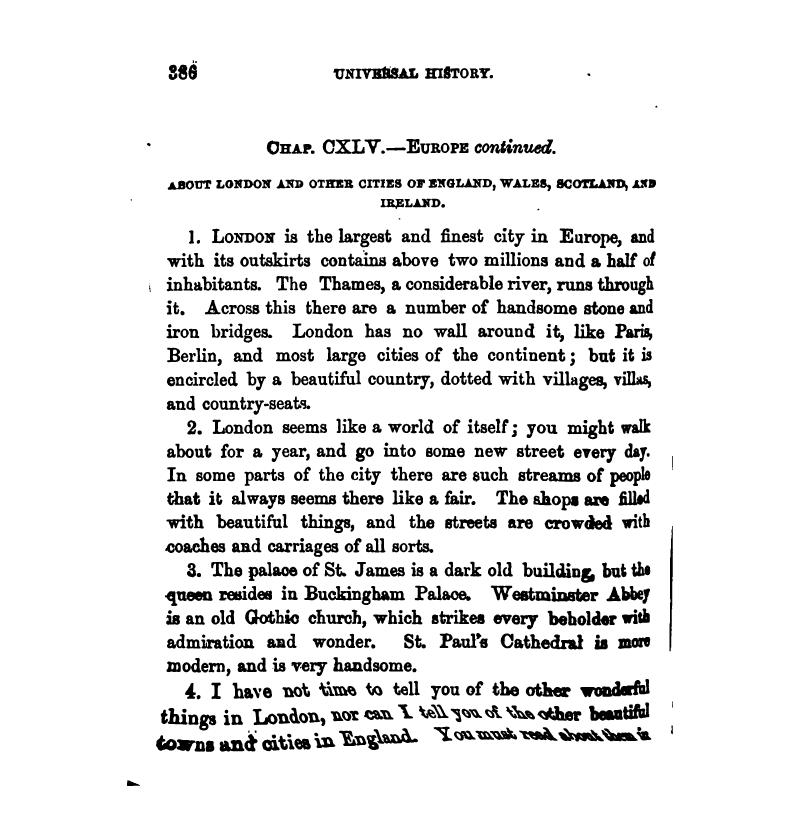 386
UNIVERSAL HISTORY.
CHAP. CXLV.—EUROPE continued.
ABOUT LONDON AND OTHER CITIES OF ENGLAND, WALES, SCOTLAND, AND
IRELAND.
1. LONDON is the largest and finest city in Europe, and
with its outskirts contains above two millions and a half of
inhabitants. The Thames, a considerable river, runs through
it. Across this there are a number of handsome stone and
iron bridges. London has no wall around it, like Paris,
Berlin, and most large cities of the continent; but it is
encircled by a beautiful country, dotted with villages, villas,
and country-seats.
2. London seems like a world of itself; you might walk
about for a year, and go into some new street every day.
In some parts of the city there are such streams of people
that it always seems there like a fair. The shops are filled
with beautiful things, and the streets are crowded with
coaches and carriages of all sorts.
3. The palace of St. James is a dark old building, but the
queen resides in Buckingham Palace. Westminster Abbey
is an old Gothic church, which strikes every beholder with
admiration and wonder. St. Paul's Cathedral is more
modern, and is very handsome.
4. I have not time to tell you of the other wonderful
things in London, nor can I tell you of the other beautiful
towns and cities in England. You must read about them in